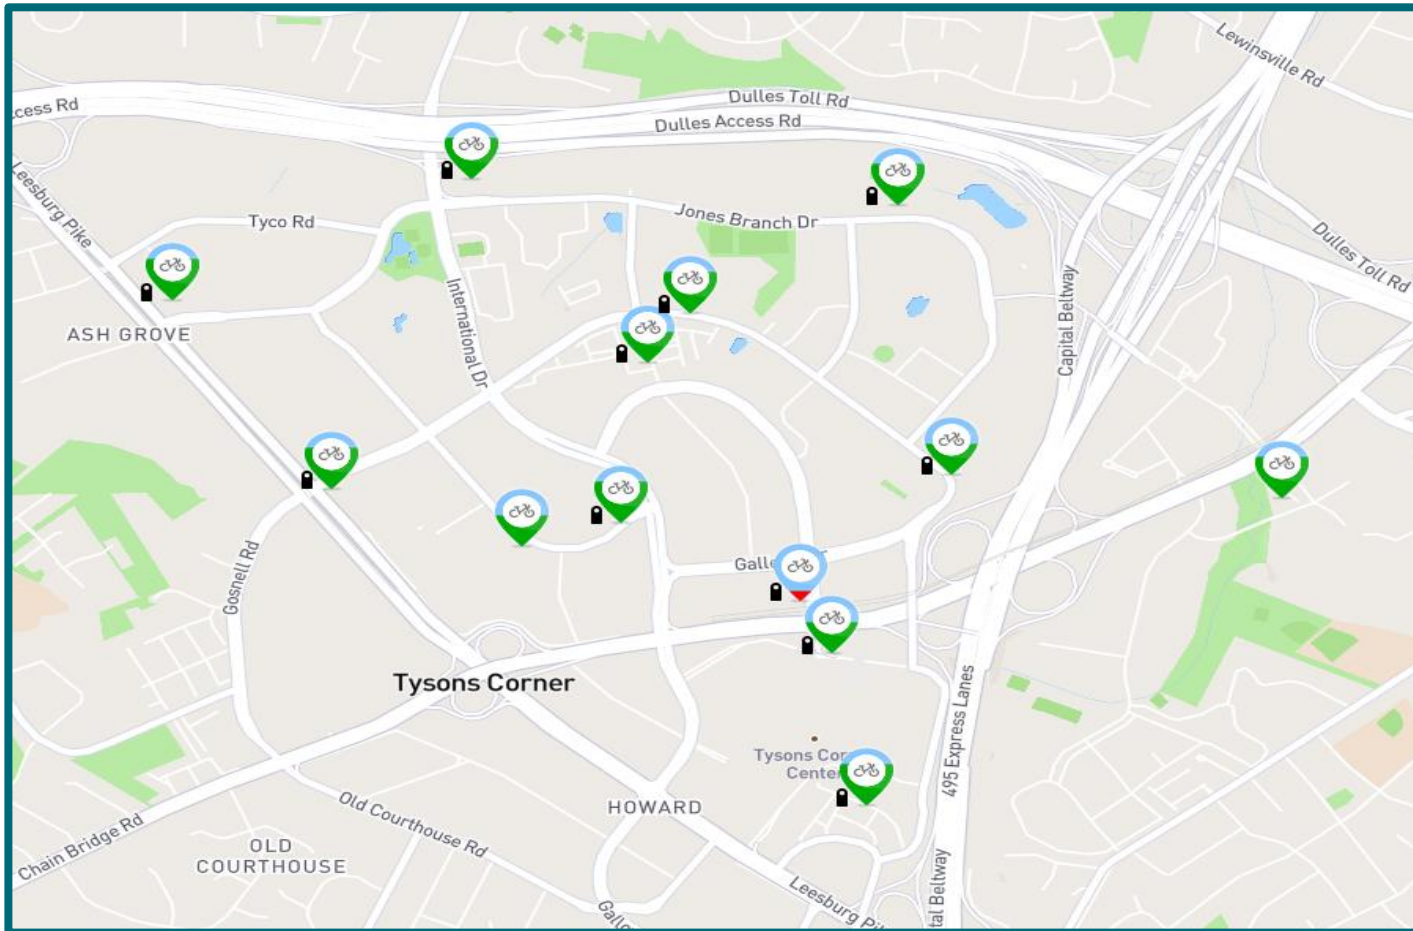 Lewinsville Rd
Dulles Toll Rd
cess Rd
Dulles Access Rd
Leesburg Pike
Tyco Rd
Jones Branch Dr
Dulles Toll Rd
International Dr
Capital Beltway
ASH GROVE
Gosnell Rd
Galle
Tysons Corner
495 Express Lanes
Tysons Cor
Center
HOWARD
Old Courthouse Rd
Chain Bridge Rd
OLD
COURTHOUSE
Leesburg Pi
tal Beltway
Gallo